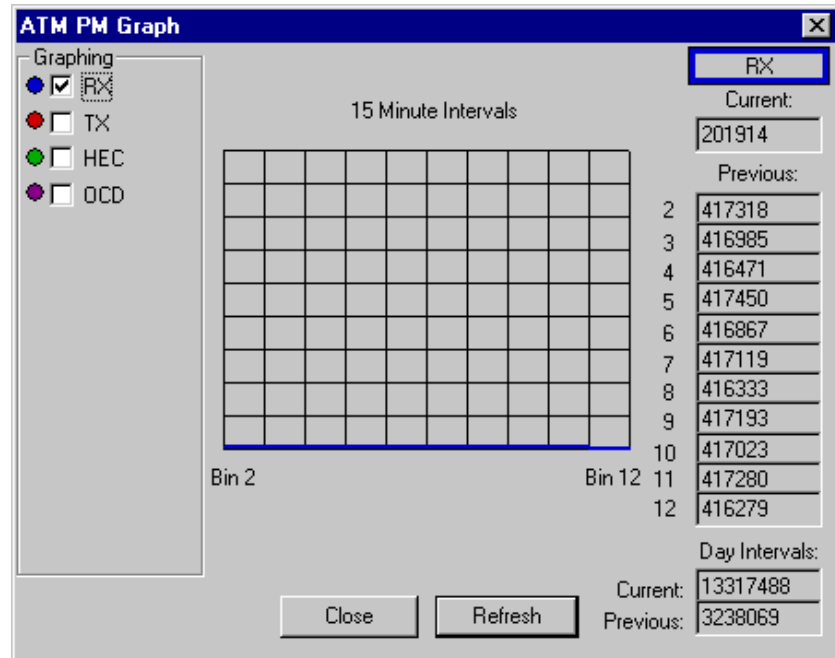 ATM PM Graph
Graphing
RX
TX
HEC
OCD
15 Minute Intervals
Bin 2
Bin 12
RX
Current:
201914
Previous:
2 417318
3 416985
4 416471
5 417450
6 416867
7 417119
8 416333
9 417193
10 417023
11 417280
12 416279
Day Intervals:
Current: 13317488
Previous: 3238069
Close
Refresh